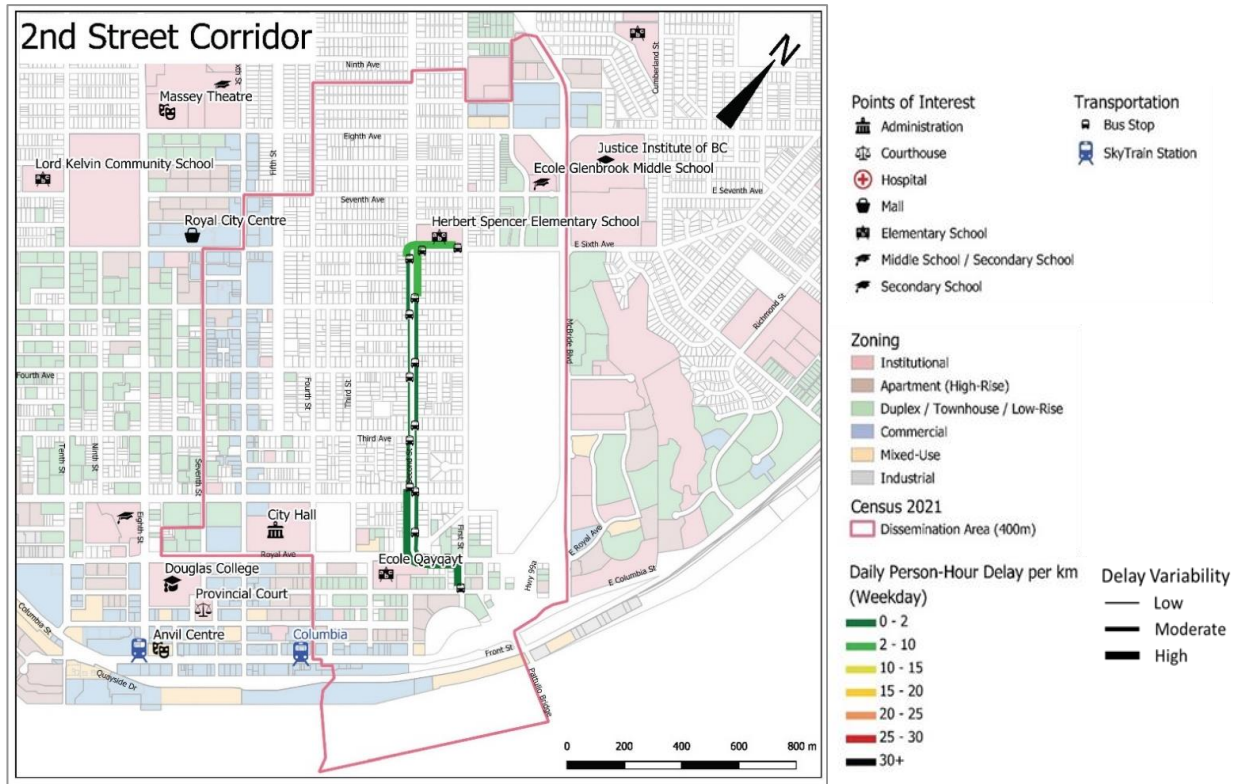 2nd Street Corridor
N
Ninth Ave
Cumberland St
Massey Theatre
Eighth Ave
Fifth St
Justice Institute of BC
Lord Kelvin Community School
Ecole Glenbrook Middle School
E Seventh Ave
Seventh Ave
Royal City Centre
Herbert Spencer Elementary School
E Sixth Ave
Richmond St
McBride Blvd
Fourth Ave
Fourth St
Third St
Third Ave
Tenth St
Ninth St
Seventh St
Second St
City Hall
Eighth St
Royal Ave
First St
E Royal Ave
Ecole Qayqayt
Hwy 99a
E Columbia St
Douglas College
Provincial Court
Columbia St
Anvil Centre
Columbia
Front St
Quayside Dr
Pattullo Bridge
0 200 400 600 800 m
Points of Interest
Administration
Courthouse
Hospital
Mall
Elementary School
Middle School / Secondary School
Secondary School
Transportation
Bus Stop
SkyTrain Station
Zoning
Institutional
Apartment (High-Rise)
Duplex / Townhouse / Low-Rise
Commercial
Mixed-Use
Industrial
Census 2021
Dissemination Area (400m)
Daily Person-Hour Delay per km
(Weekday)
0 - 2
2 - 10
10 - 15
15 - 20
20 - 25
25 - 30
30+
Delay Variability
Low
Moderate
High